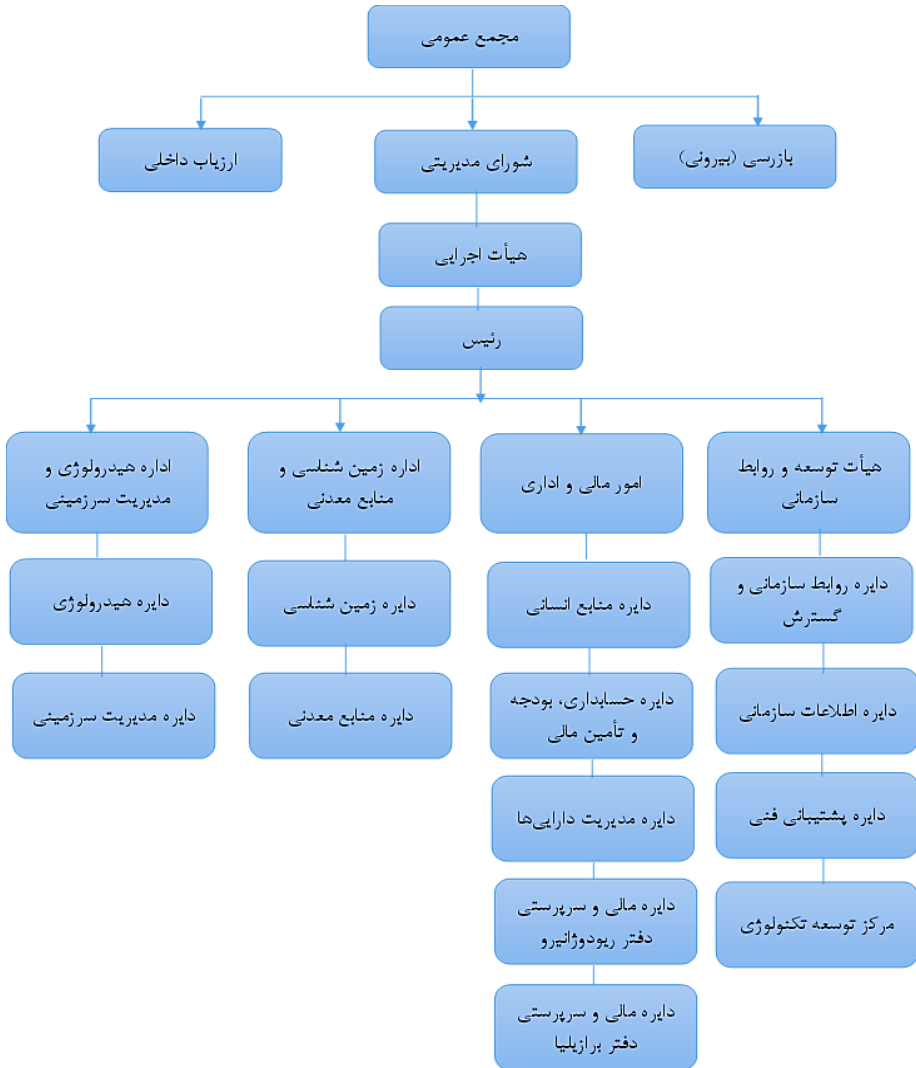 مجمع عمومی
بازرسی (بیرونی)
شورای مدیریتی
ارزیاب داخلی
هیأت اجرایی
رئیس
هیأت توسعه و روابط
سازمانی
امور مالی و اداری
اداره زمین شناسی و
منابع معدنی
اداره هیدرولوژی و
مدیریت سرزمینی
دایره روابط سازمانی و
گسترش
دایره منابع انسانی
دایره زمین شناسی
دایره هیدرولوژی
دایره اطلاعات سازمانی
دایره حسابداری، بودجه
و تأمین مالی
دایره منابع معدنی
دایره مدیریت سرزمینی
دایره پشتیبانی فنی
دایره مدیریت دارایی‌ها
مرکز توسعه تکنولوژی
دایره مالی و سرپرستی
دفتر ریودوژانیرو
دایره مالی و سرپرستی
دفتر برازیلیا